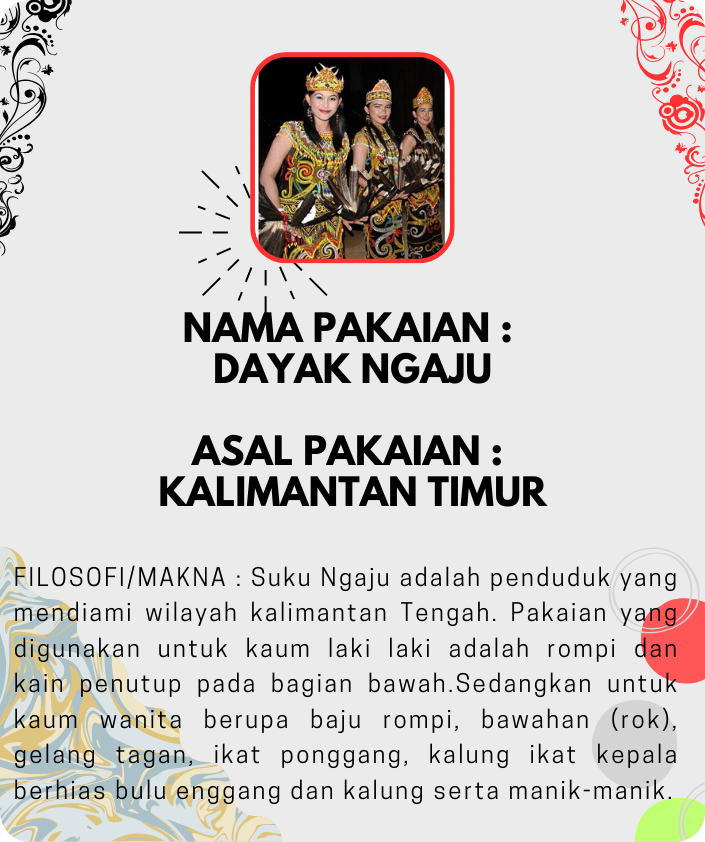 NAMA PAKAIAN :
DAYAK NGAJU
ASAL PAKAIAN :
KALIMANTAN TIMUR
FILOSOFI/MAKNA : Suku Ngaju adalah penduduk yang
mendiami wilayah kalimantan Tengah. Pakaian yang
digunakan untuk kaum laki laki adalah rompi dan
kain penutup pada bagian bawah.Sedangkan untuk
kaum wanita berupa baju rompi, bawahan (rok),
gelang tagan, ikat ponggang, kalung ikat kepala
berhias bulu enggang dan kalung serta manik-manik.